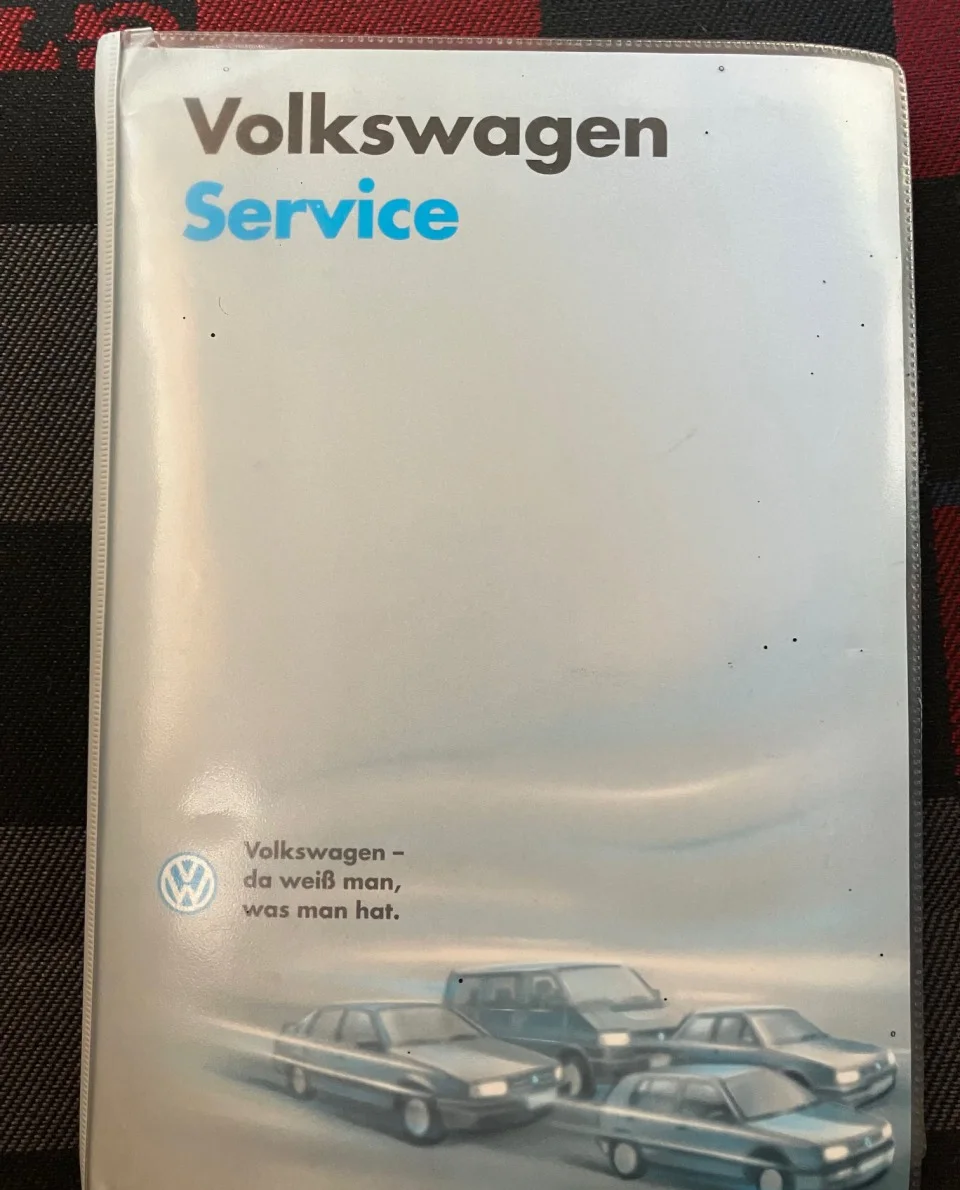 Volkswagen
Service
Volkswagen –
da weiß man,
was man hat.